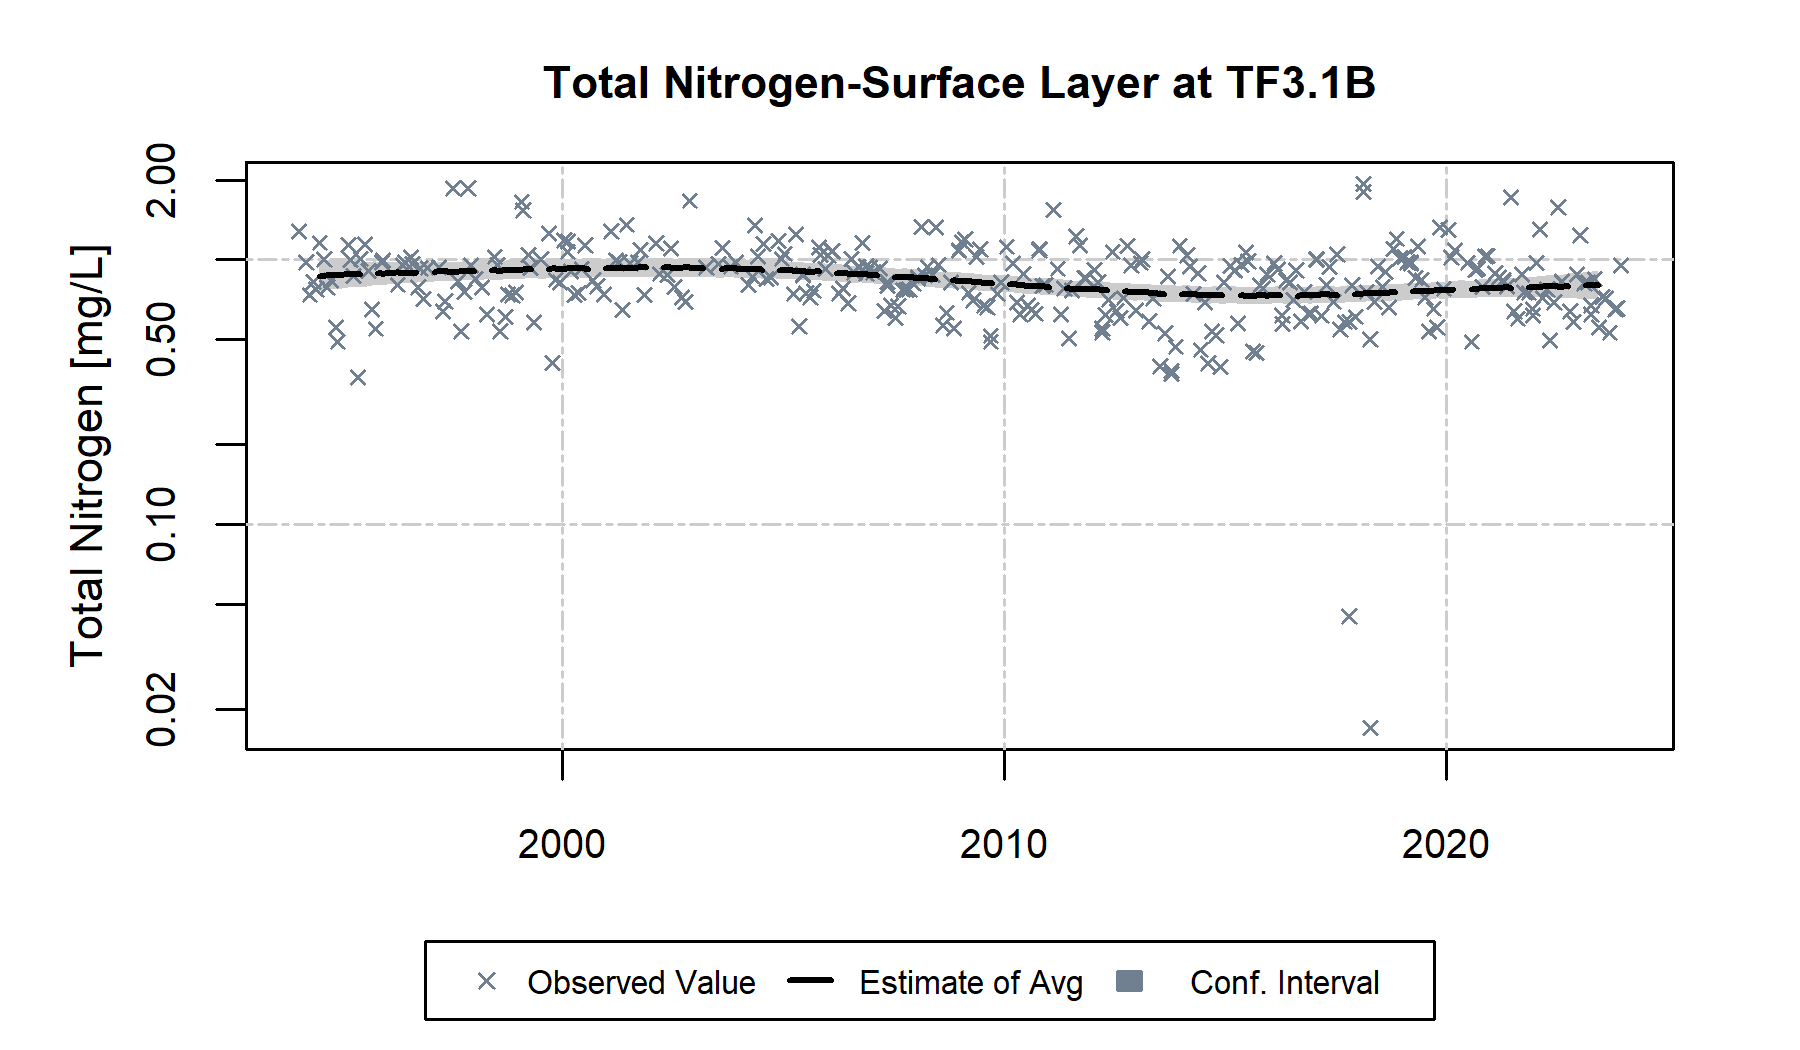 Total Nitrogen-Surface Layer at TF3.1B
Total Nitrogen [mg/L]
2.00
0.50
0.10
0.02
2000 2010 2020
Observed Value Estimate of Avg Conf. Interval